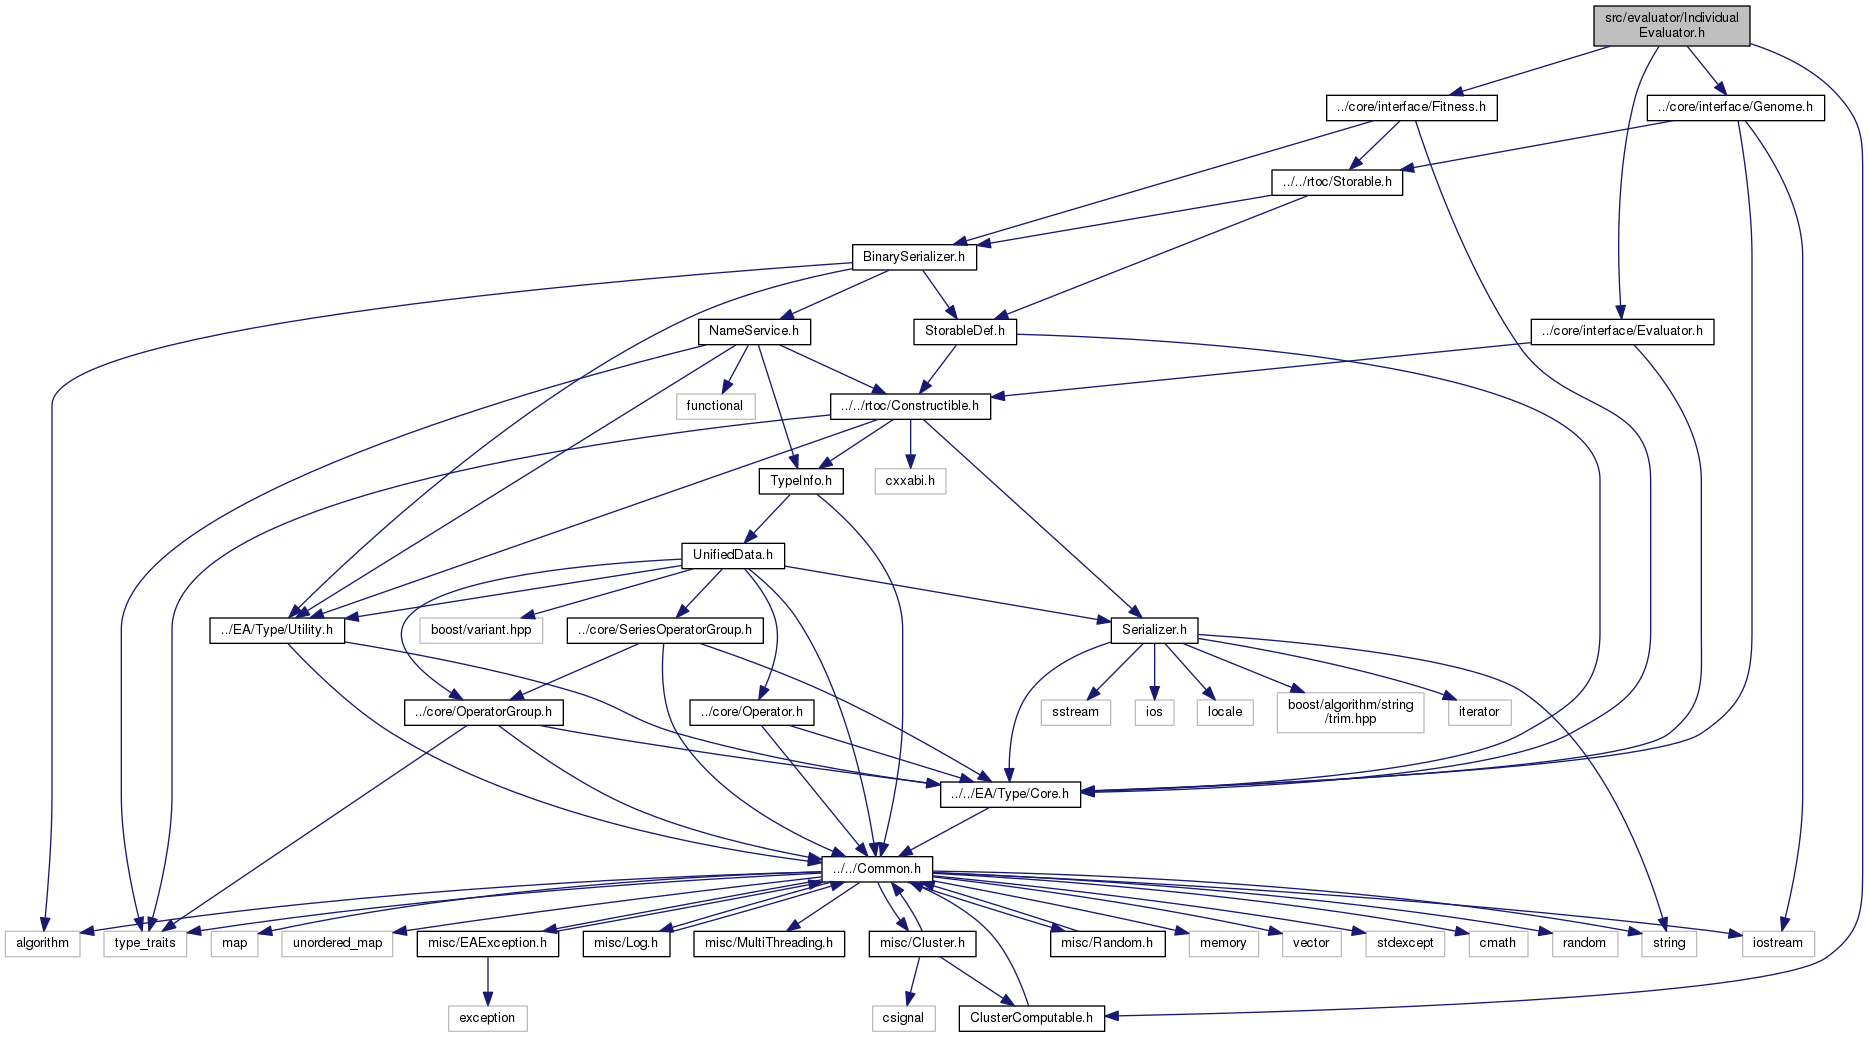 src/evaluator/Individual
Evaluator.h
../core/interface/Fitness.h
../core/interface/Genome.h
../../rtoc/Storable.h
BinarySerializer.h
NameService.h
StorableDef.h
../core/interface/Evaluator.h
functional
../../rtoc/Constructible.h
TypeInfo.h
cxxabi.h
UnifiedData.h
../EA/Type/Utility.h
boost/variant.hpp
../core/SeriesOperatorGroup.h
Serializer.h
../core/OperatorGroup.h
../core/Operator.h
sstream
ios
locale
boost/algorithm/string
/trim.hpp
iterator
../../EA/Type/Core.h
../../Common.h
algorithm
type_traits
map
unordered_map
misc/EAException.h
misc/Log.h
misc/MultiThreading.h
misc/Cluster.h
misc/Random.h
memory
vector
stdexcept
cmath
random
string
iostream
exception
csignal
ClusterComputable.h